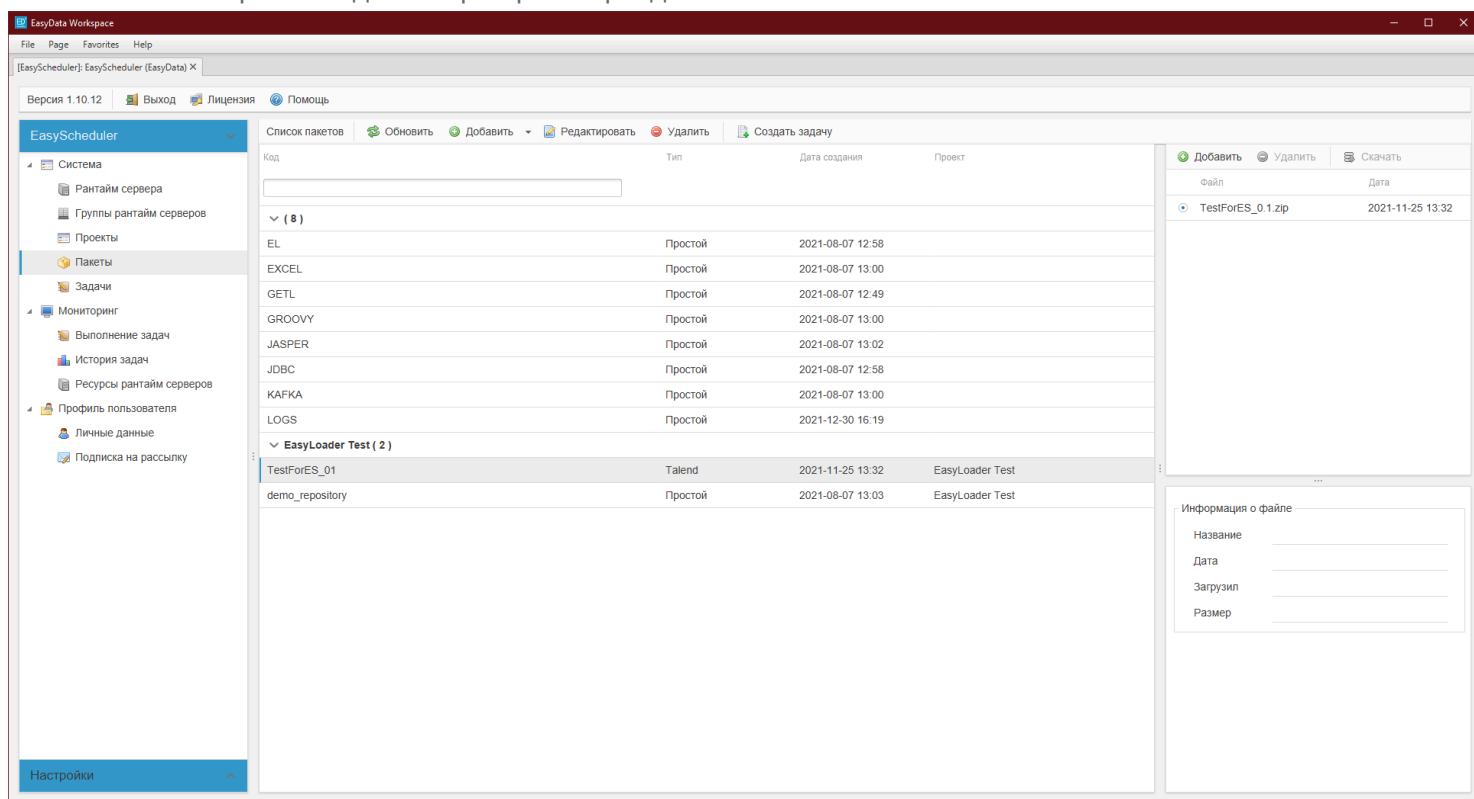 EasyData Workspace
File Page Favorites Help
[EasyScheduler]: EasyScheduler (EasyData)
Версия 1.10.12 Выход Лицензия Помощь
EasyScheduler
Система
Рантайм сервера
Группы рантайм серверов
Проекты
Пакеты
Задачи
Мониторинг
Выполнение задач
История задач
Ресурсы рантайм серверов
Профиль пользователя
Личные данные
Подписка на рассылку
Настройки
Список пакетов Обновить Добавить Редактировать Удалить Создать задачу
Код Тип Дата создания Проект
( 8 )
EL Простой 2021-08-07 12:58
EXCEL Простой 2021-08-07 13:00
GETL Простой 2021-08-07 12:49
GROOVY Простой 2021-08-07 13:00
JASPER Простой 2021-08-07 13:02
JDBC Простой 2021-08-07 12:58
KAFKA Простой 2021-08-07 13:00
LOGS Простой 2021-12-30 16:19
EasyLoader Test ( 2 )
TestForES_01 Talend 2021-11-25 13:32 EasyLoader Test
demo_repository Простой 2021-08-07 13:03 EasyLoader Test
Добавить Удалить Скачать
Файл Дата
TestForES_0.1.zip 2021-11-25 13:32
Информация о файле
Название
Дата
Загрузил
Размер